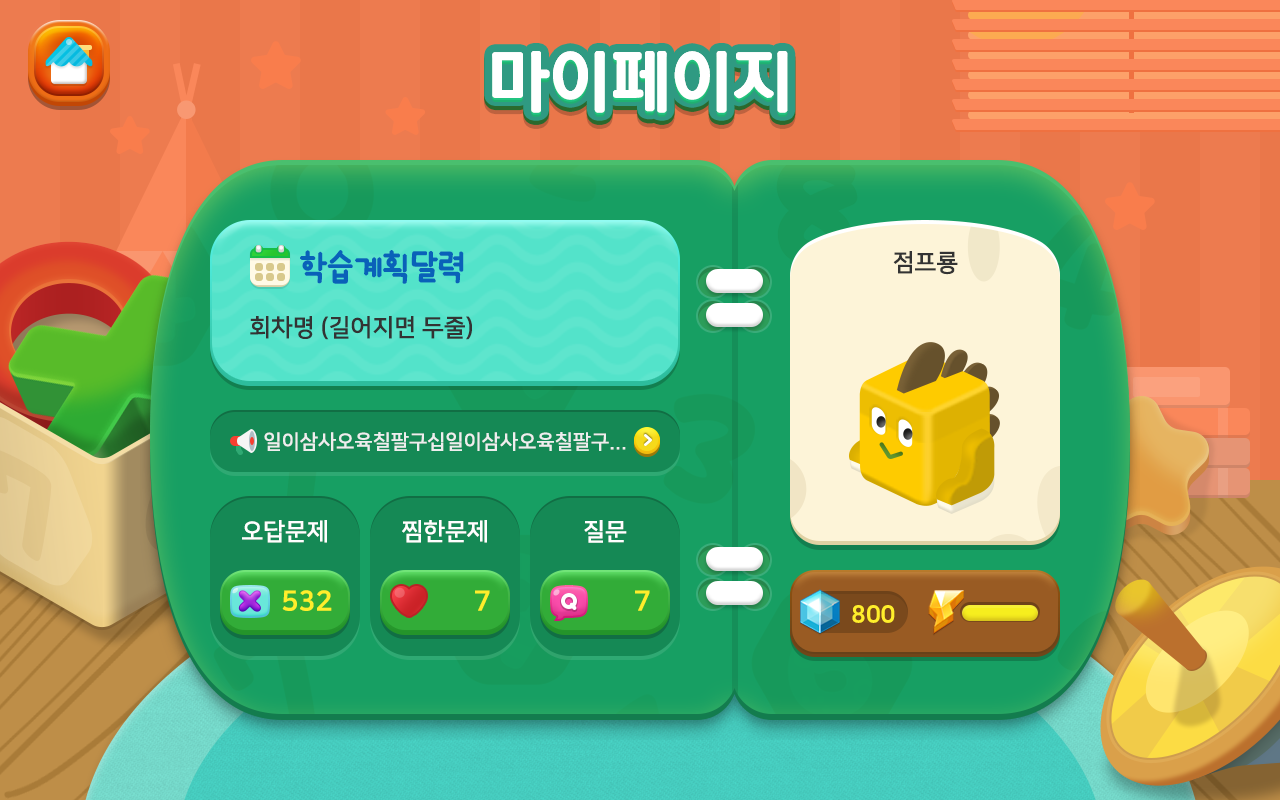 마이페이지
학습계획달력
회차명 (길어지면 두줄)
일이삼사오육칠팔구십일이삼사오육칠팔구...
오답문제
532
찜한문제
7
질문
Q 7
점프룡
800